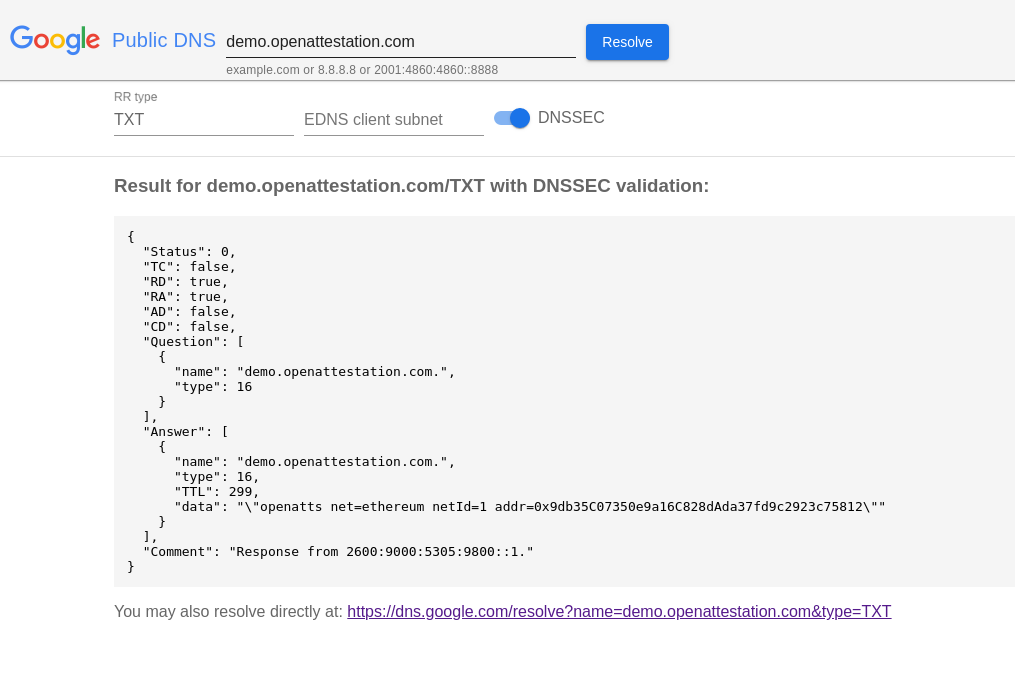 Google Public DNS demo.openattestation.com Resolve
example.com or 8.8.8.8 or 2001:4860:4860::8888
RR type
TXT EDNS client subnet DNSSEC
Result for demo.openattestation.com/TXT with DNSSEC validation:
{
  "Status": 0,
  "TC": false,
  "RD": true,
  "RA": true,
  "AD": false,
  "CD": false,
  "Question": [
    {
      "name": "demo.openattestation.com.",
      "type": 16
    }
  ],
  "Answer": [
    {
      "name": "demo.openattestation.com.",
      "type": 16,
      "TTL": 299,
      "data": "\"openatts net=ethereum netId=1 addr=0x9db35C07350e9a16C828dAda37fd9c2923c75812\""
    }
  ],
  "Comment": "Response from 2600:9000:5305:9800::1."
}
You may also resolve directly at: https://dns.google.com/resolve?name=demo.openattestation.com&type=TXT